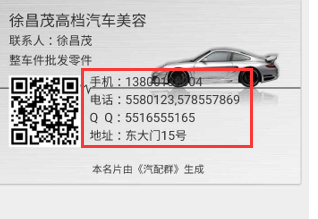 徐昌茂高档汽车美容
联系人：徐昌茂
整车件批发零件
手机：
电话：5580123,578557869
Q Q：5516555165
地址：东大门15号
本名片由《汽配群》生成